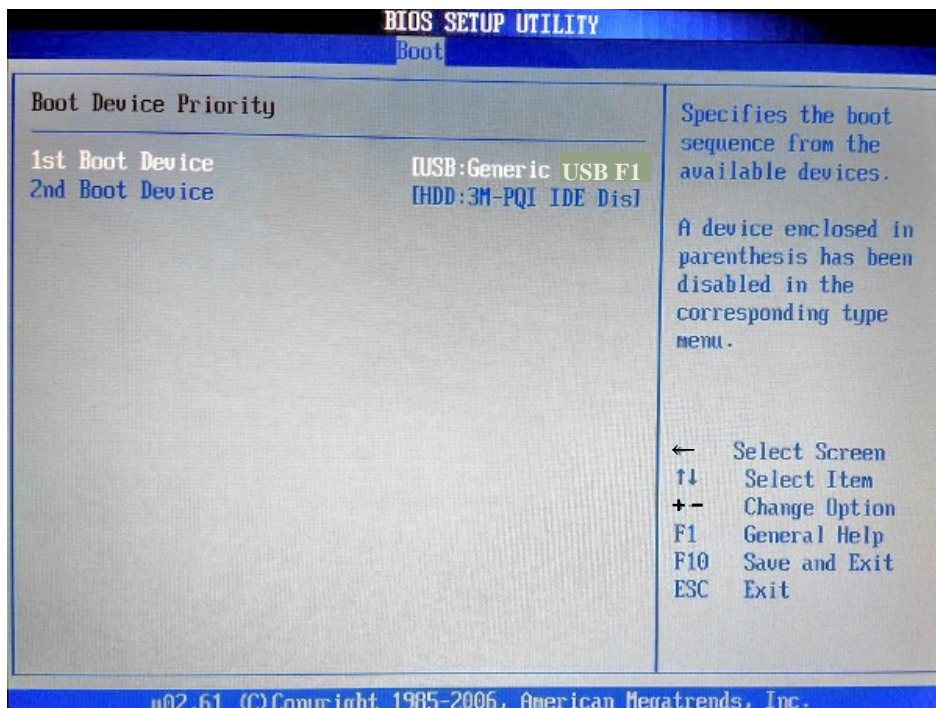 BIOS SETUP UTILITY
Boot
Boot Device Priority
1st Boot Device [USB:Generic USB F1
2nd Boot Device [HDD:3M-PQI IDE Dis]
Specifies the boot
sequence from the
available devices.
A device enclosed in
parenthesis has been
disabled in the
corresponding type
menu.
← Select Screen
↑↓ Select Item
+- Change Option
F1 General Help
F10 Save and Exit
ESC Exit
v02.61 (C)Copyright 1985-2006, American Megatrends, Inc.